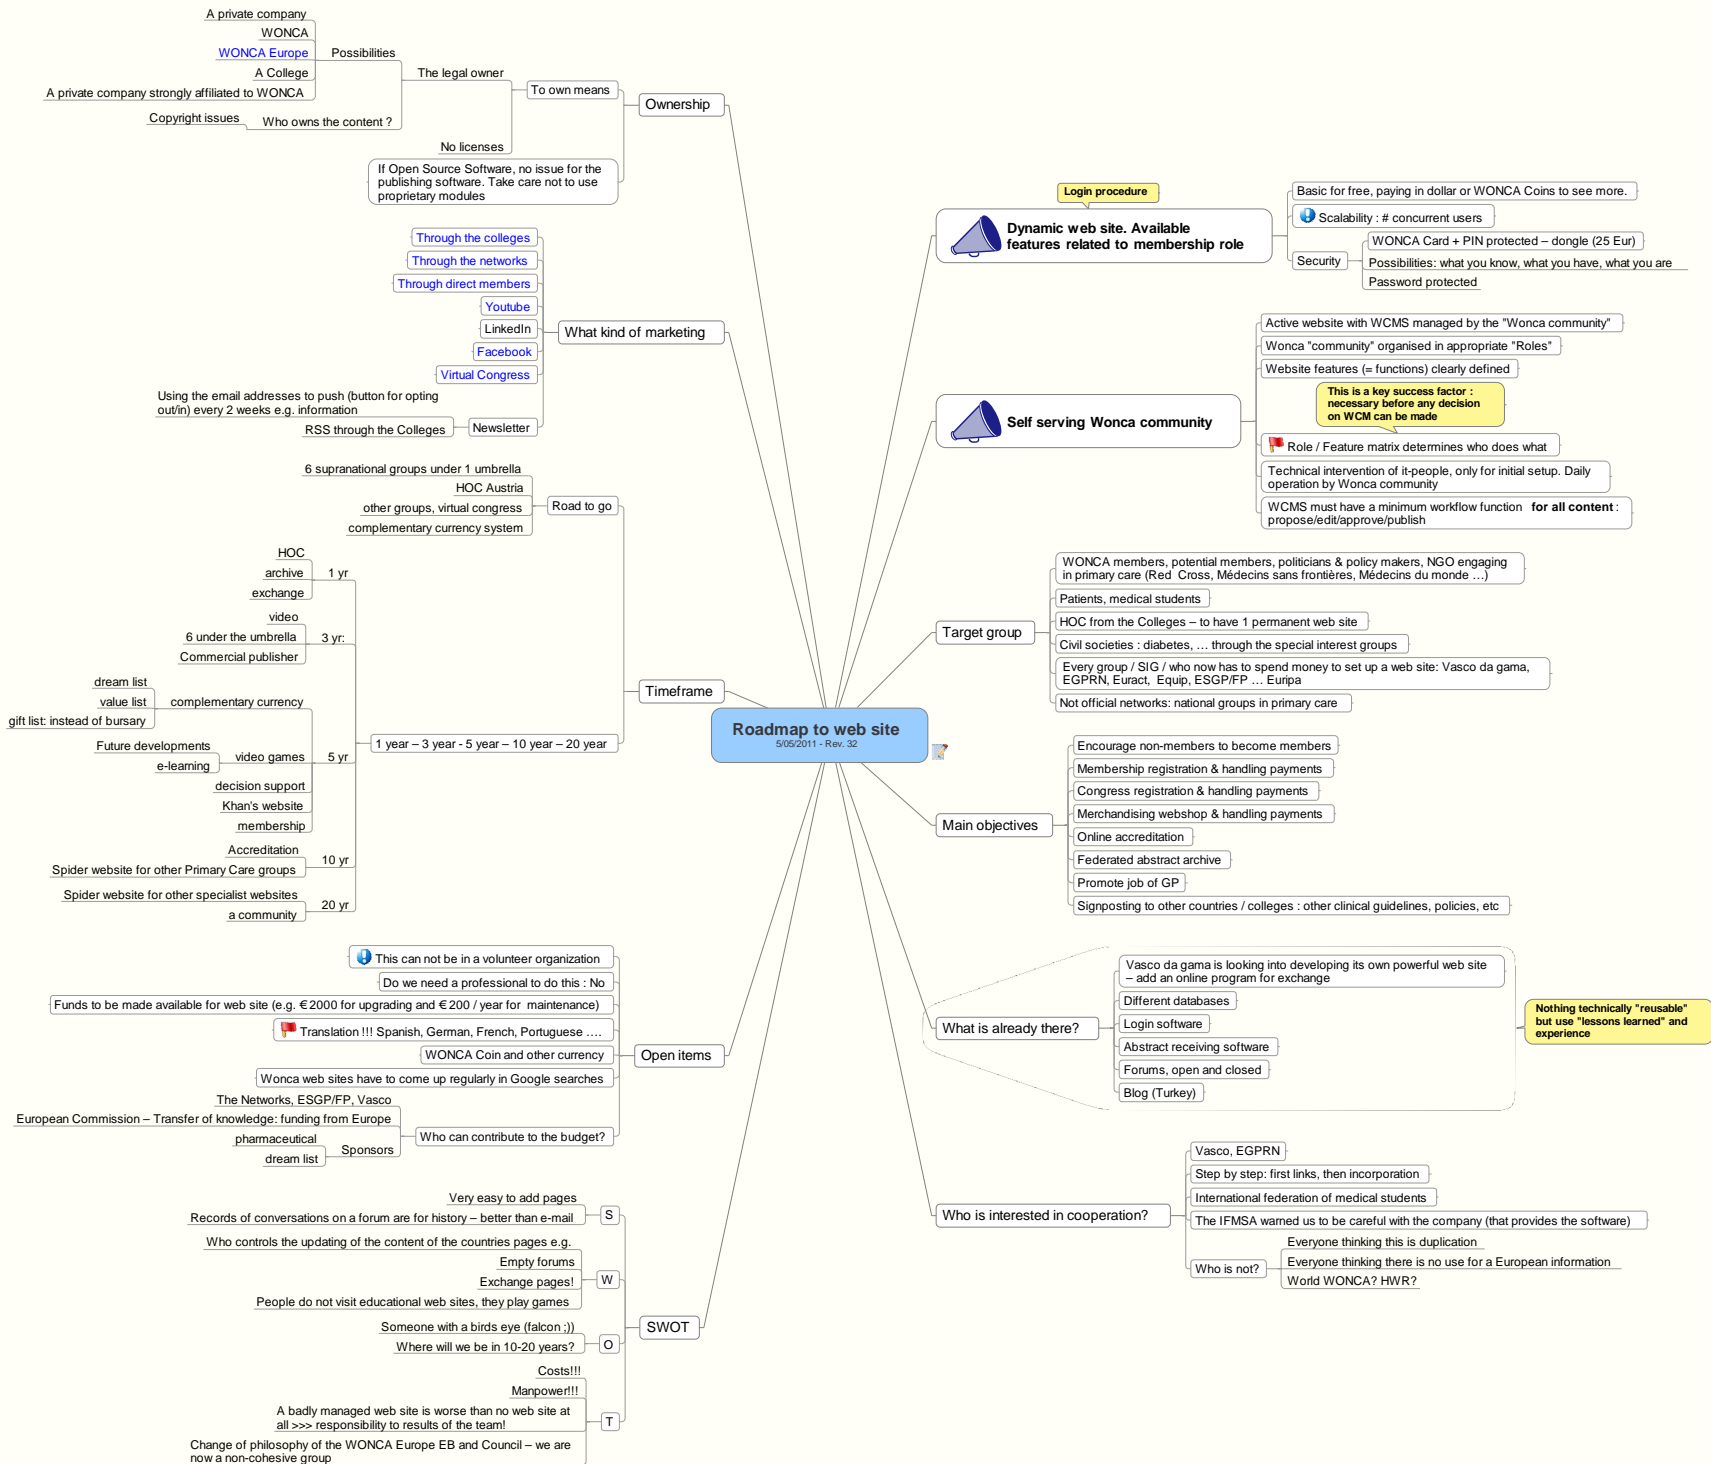 Roadmap to web site
5/05/2011 - Rev. 32
Ownership
To own means
The legal owner
Possibilities
A private company
WONCA
WONCA Europe
A College
A private company strongly affiliated to WONCA
Who owns the content ?
Copyright issues
No licenses
If Open Source Software, no issue for the
publishing software. Take care not to use
proprietary modules
What kind of marketing
Through the colleges
Through the networks
Through direct members
Youtube
LinkedIn
Facebook
Virtual Congress
Newsletter
Using the email addresses to push (button for opting
out/in) every 2 weeks e.g. information
RSS through the Colleges
Timeframe
Road to go
6 supranational groups under 1 umbrella
HOC Austria
other groups, virtual congress
complementary currency system
1 year – 3 year - 5 year – 10 year – 20 year
1 yr
HOC
archive
exchange
3 yr:
video
6 under the umbrella
Commercial publisher
5 yr
complementary currency
dream list
value list
gift list: instead of bursary
video games
Future developments
e-learning
decision support
Khan's website
membership
10 yr
Accreditation
Spider website for other Primary Care groups
20 yr
Spider website for other specialist websites
a community
Open items
This can not be in a volunteer organization
Do we need a professional to do this : No
Funds to be made available for web site (e.g. €2000 for upgrading and €200 / year for maintenance)
Translation !!! Spanish, German, French, Portuguese ....
WONCA Coin and other currency
Wonca web sites have to come up regularly in Google searches
Who can contribute to the budget?
The Networks, ESGP/FP, Vasco
European Commission – Transfer of knowledge: funding from Europe
Sponsors
pharmaceutical
dream list
SWOT
S
Very easy to add pages
Records of conversations on a forum are for history – better than e-mail
W
Who controls the updating of the content of the countries pages e.g.
Empty forums
Exchange pages!
People do not visit educational web sites, they play games
O
Someone with a birds eye (falcon ;))
Where will we be in 10-20 years?
T
Costs!!!
Manpower!!!
A badly managed web site is worse than no web site at
all >>> responsibility to results of the team!
Change of philosophy of the WONCA Europe EB and Council – we are
now a non-cohesive group
Login procedure
Dynamic web site. Available
features related to membership role
Basic for free, paying in dollar or WONCA Coins to see more.
Scalability : # concurrent users
Security
WONCA Card + PIN protected – dongle (25 Eur)
Possibilities: what you know, what you have, what you are
Password protected
Self serving Wonca community
Active website with WCMS managed by the "Wonca community"
Wonca "community" organised in appropriate "Roles"
Website features (= functions) clearly defined
This is a key success factor :
necessary before any decision
on WCM can be made
Role / Feature matrix determines who does what
Technical intervention of it-people, only for initial setup. Daily
operation by Wonca community
WCMS must have a minimum workflow function for all content :
propose/edit/approve/publish
Target group
WONCA members, potential members, politicians & policy makers, NGO engaging
in primary care (Red Cross, Médecins sans frontières, Médecins du monde ...)
Patients, medical students
HOC from the Colleges – to have 1 permanent web site
Civil societies : diabetes, ... through the special interest groups
Every group / SIG / who now has to spend money to set up a web site: Vasco da gama,
EGPRN, Euract, Equip, ESGP/FP ... Euripa
Not official networks: national groups in primary care
Main objectives
Encourage non-members to become members
Membership registration & handling payments
Congress registration & handling payments
Merchandising webshop & handling payments
Online accreditation
Federated abstract archive
Promote job of GP
Signposting to other countries / colleges : other clinical guidelines, policies, etc
What is already there?
Vasco da gama is looking into developing its own powerful web site
– add an online program for exchange
Different databases
Login software
Abstract receiving software
Forums, open and closed
Blog (Turkey)
Nothing technically "reusable"
but use "lessons learned" and
experience
Who is interested in cooperation?
Vasco, EGPRN
Step by step: first links, then incorporation
International federation of medical students
The IFMSA warned us to be careful with the company (that provides the software)
Who is not?
Everyone thinking this is duplication
Everyone thinking there is no use for a European information
World WONCA? HWR?